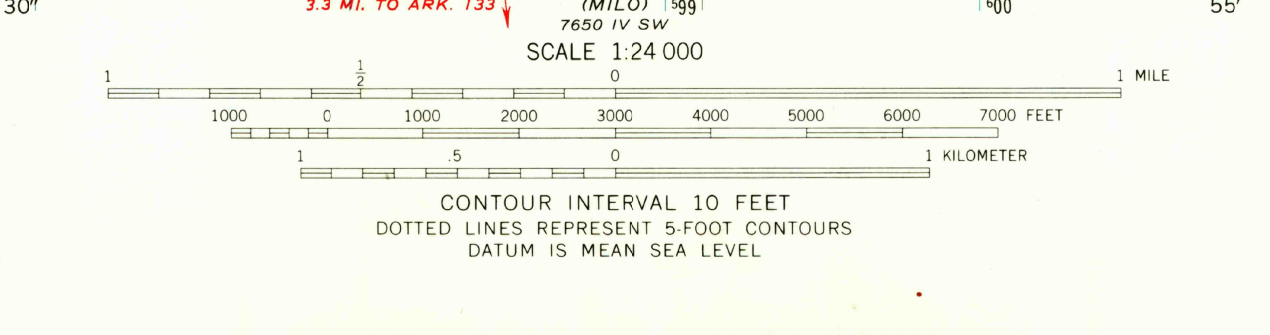 30" 3.3 MI. TO ARK. 133 (MILO) 599 600 55'
7650 IV SW
SCALE 1:24 000
1 1/2 0 1 MILE
1000 0 1000 2000 3000 4000 5000 6000 7000 FEET
1 .5 0 1 KILOMETER
CONTOUR INTERVAL 10 FEET
DOTTED LINES REPRESENT 5-FOOT CONTOURS
DATUM IS MEAN SEA LEVEL